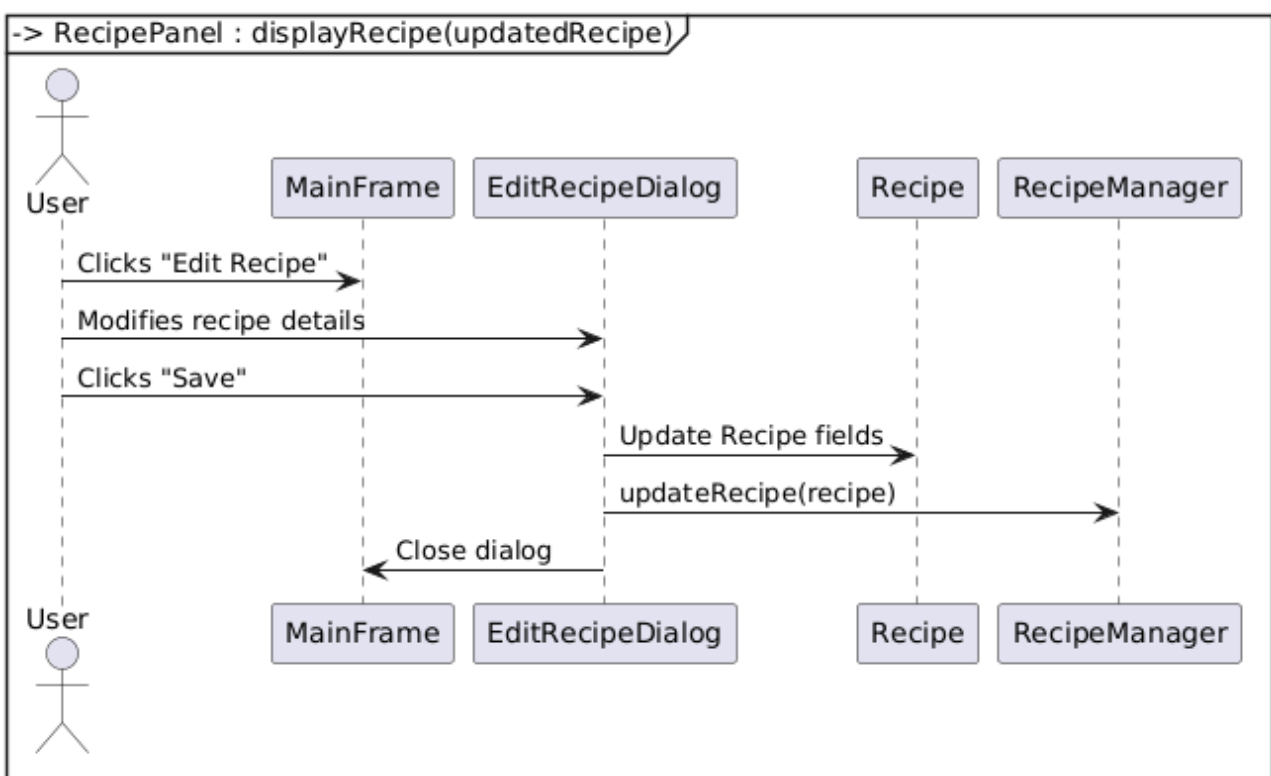 -> RecipePanel : displayRecipe(updatedRecipe)
User
MainFrame
EditRecipeDialog
Recipe
RecipeManager
Clicks "Edit Recipe"
Modifies recipe details
Clicks "Save"
Update Recipe fields
updateRecipe(recipe)
Close dialog
User
MainFrame
EditRecipeDialog
Recipe
RecipeManager